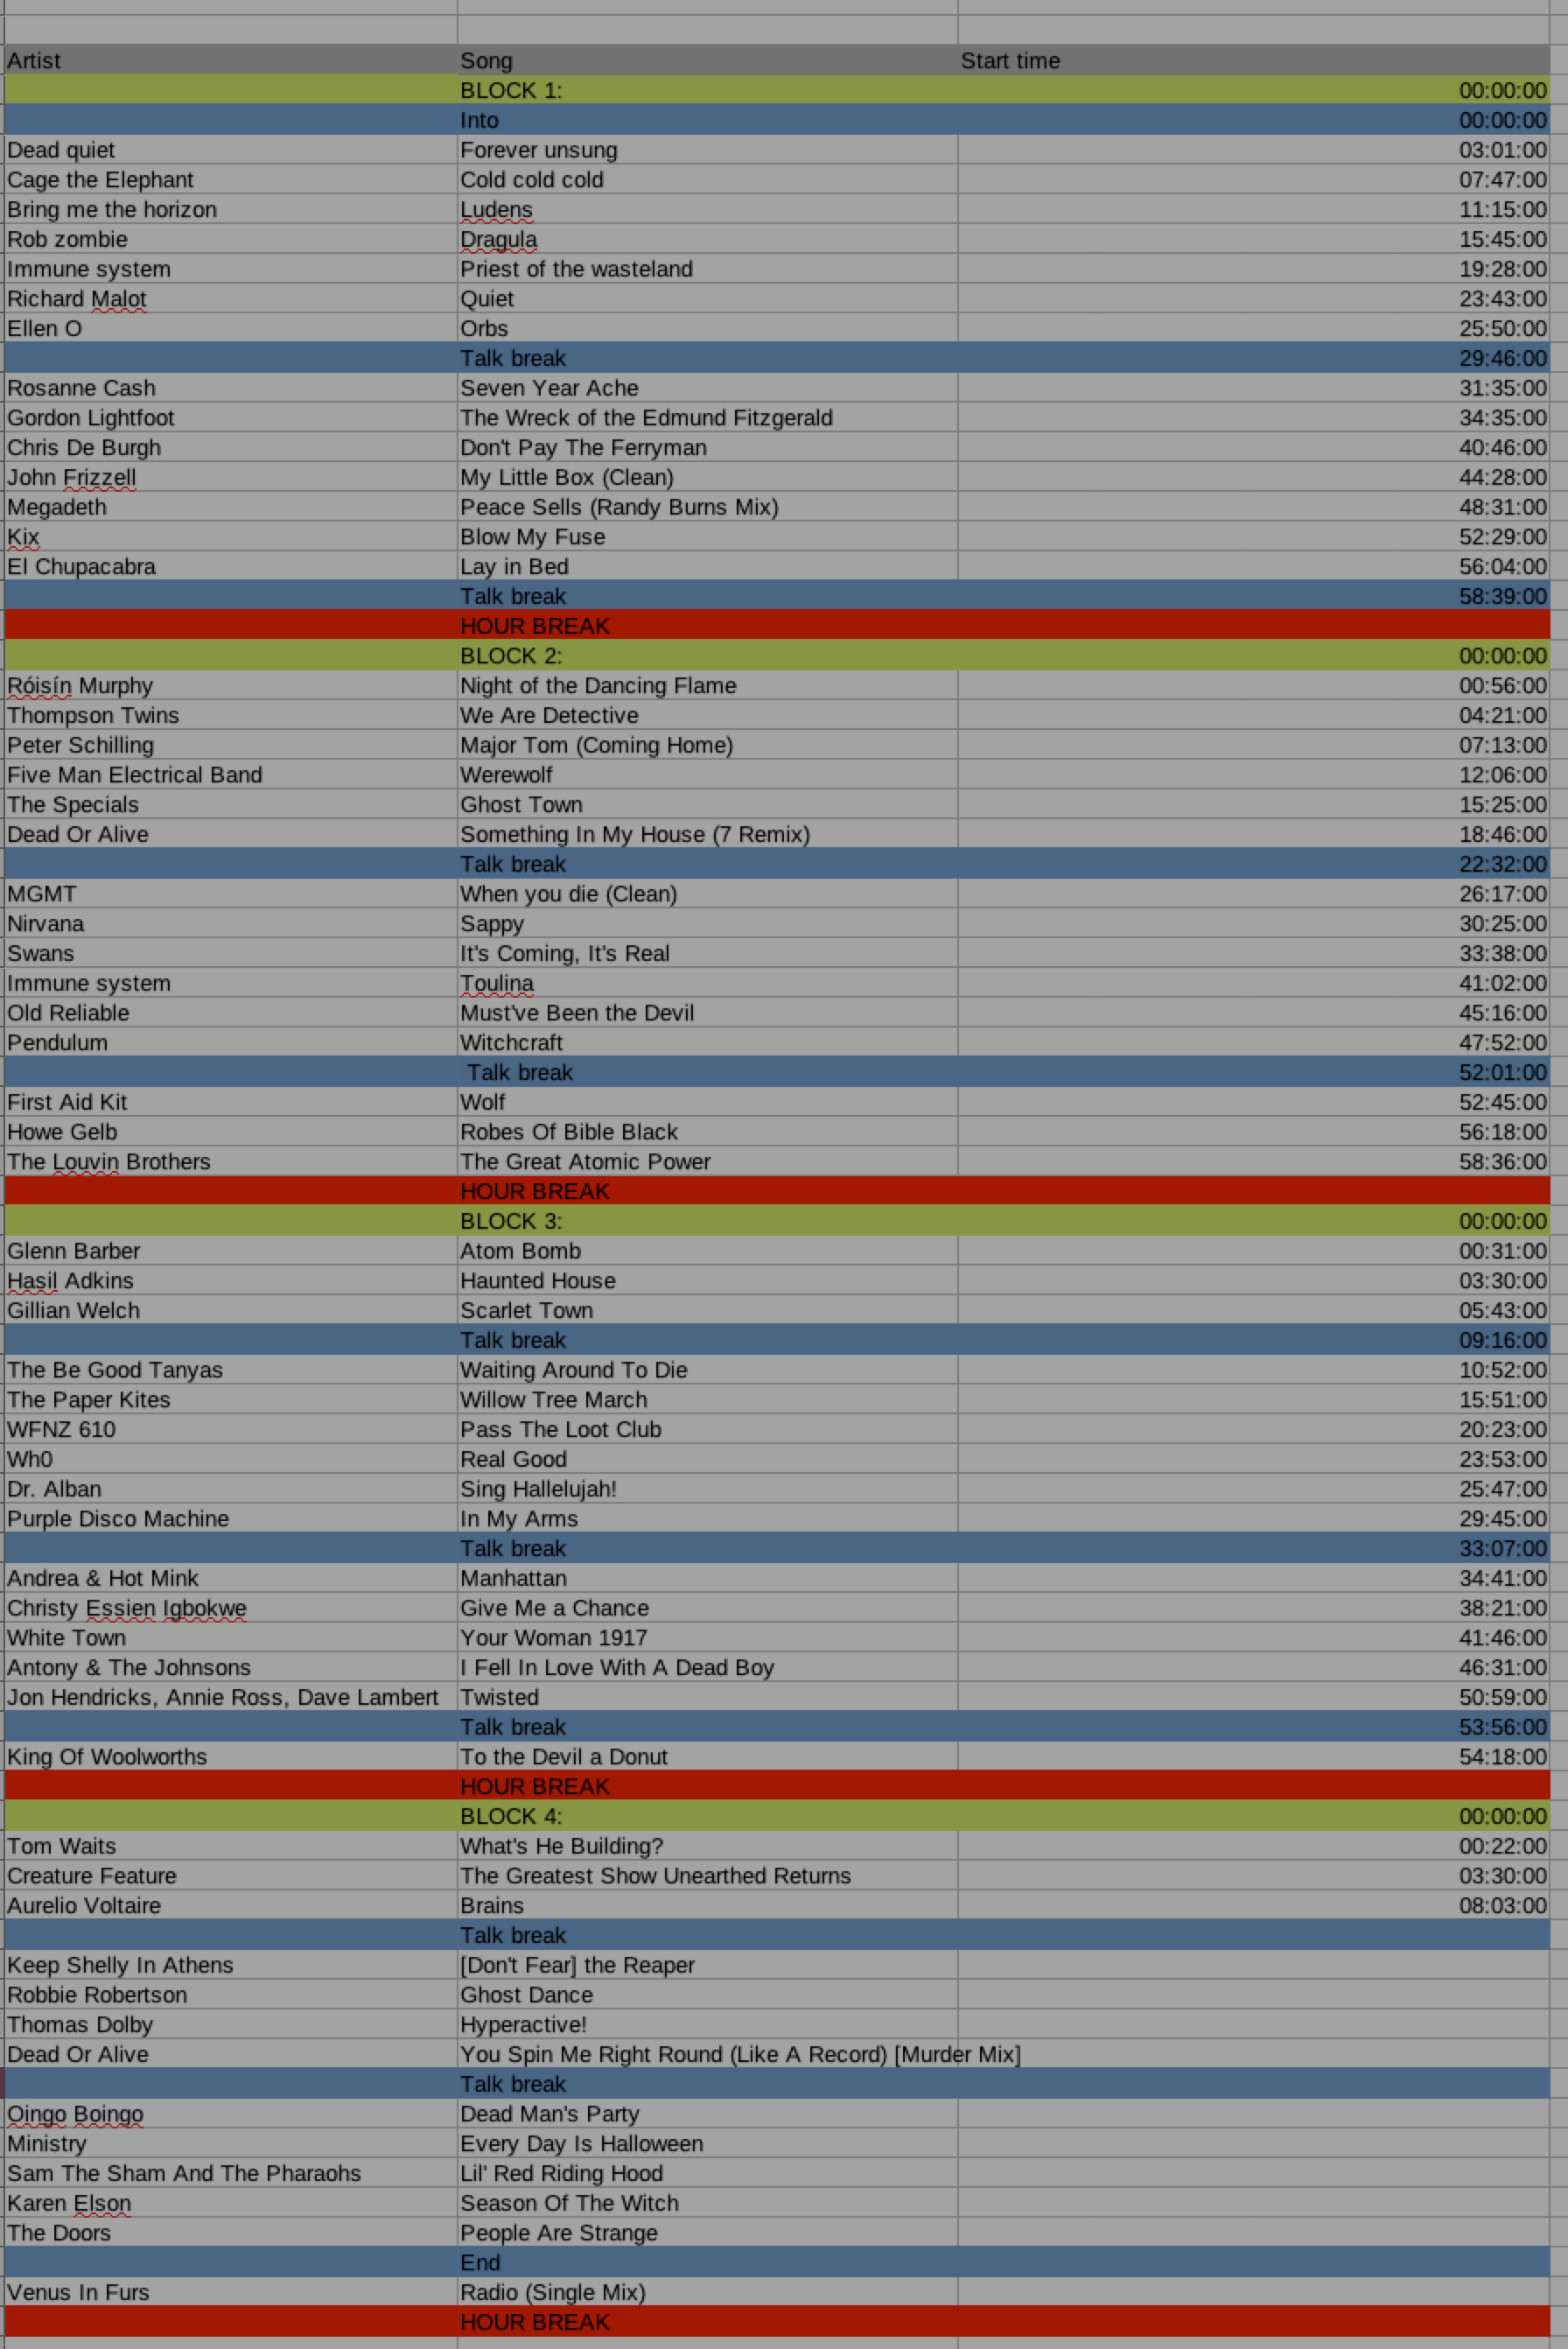 Artist Song Start time
BLOCK 1: 00:00:00
Into 00:00:00
Dead quiet Forever unsung 03:01:00
Cage the Elephant Cold cold cold 07:47:00
Bring me the horizon Ludens 11:15:00
Rob zombie Dragula 15:45:00
Immune system Priest of the wasteland 19:28:00
Richard Malot Quiet 23:43:00
Ellen O Orbs 25:50:00
Talk break 29:46:00
Rosanne Cash Seven Year Ache 31:35:00
Gordon Lightfoot The Wreck of the Edmund Fitzgerald 34:35:00
Chris De Burgh Don't Pay The Ferryman 40:46:00
John Frizzell My Little Box (Clean) 44:28:00
Megadeth Peace Sells (Randy Burns Mix) 48:31:00
Kix Blow My Fuse 52:29:00
El Chupacabra Lay in Bed 56:04:00
Talk break 58:39:00
HOUR BREAK
BLOCK 2: 00:00:00
Róisín Murphy Night of the Dancing Flame 00:56:00
Thompson Twins We Are Detective 04:21:00
Peter Schilling Major Tom (Coming Home) 07:13:00
Five Man Electrical Band Werewolf 12:06:00
The Specials Ghost Town 15:25:00
Dead Or Alive Something In My House (7 Remix) 18:46:00
Talk break 22:32:00
MGMT When you die (Clean) 26:17:00
Nirvana Sappy 30:25:00
Swans It's Coming, It's Real 33:38:00
Immune system Toulina 41:02:00
Old Reliable Must've Been the Devil 45:16:00
Pendulum Witchcraft 47:52:00
Talk break 52:01:00
First Aid Kit Wolf 52:45:00
Howe Gelb Robes Of Bible Black 56:18:00
The Louvin Brothers The Great Atomic Power 58:36:00
HOUR BREAK
BLOCK 3: 00:00:00
Glenn Barber Atom Bomb 00:31:00
Hasil Adkins Haunted House 03:30:00
Gillian Welch Scarlet Town 05:43:00
Talk break 09:16:00
The Be Good Tanyas Waiting Around To Die 10:52:00
The Paper Kites Willow Tree March 15:51:00
WFNZ 610 Pass The Loot Club 20:23:00
Wh0 Real Good 23:53:00
Dr. Alban Sing Hallelujah! 25:47:00
Purple Disco Machine In My Arms 29:45:00
Talk break 33:07:00
Andrea & Hot Mink Manhattan 34:41:00
Christy Essien Igbokwe Give Me a Chance 38:21:00
White Town Your Woman 1917 41:46:00
Antony & The Johnsons I Fell In Love With A Dead Boy 46:31:00
Jon Hendricks, Annie Ross, Dave Lambert Twisted 50:59:00
Talk break 53:56:00
King Of Woolworths To the Devil a Donut 54:18:00
HOUR BREAK
BLOCK 4: 00:00:00
Tom Waits What's He Building? 00:22:00
Creature Feature The Greatest Show Unearthed Returns 03:30:00
Aurelio Voltaire Brains 08:03:00
Talk break
Keep Shelly In Athens [Don't Fear] the Reaper
Robbie Robertson Ghost Dance
Thomas Dolby Hyperactive!
Dead Or Alive You Spin Me Right Round (Like A Record) [Murder Mix]
Talk break
Oingo Boingo Dead Man's Party
Ministry Every Day Is Halloween
Sam The Sham And The Pharaohs Lil' Red Riding Hood
Karen Elson Season Of The Witch
The Doors People Are Strange
End
Venus In Furs Radio (Single Mix)
HOUR BREAK